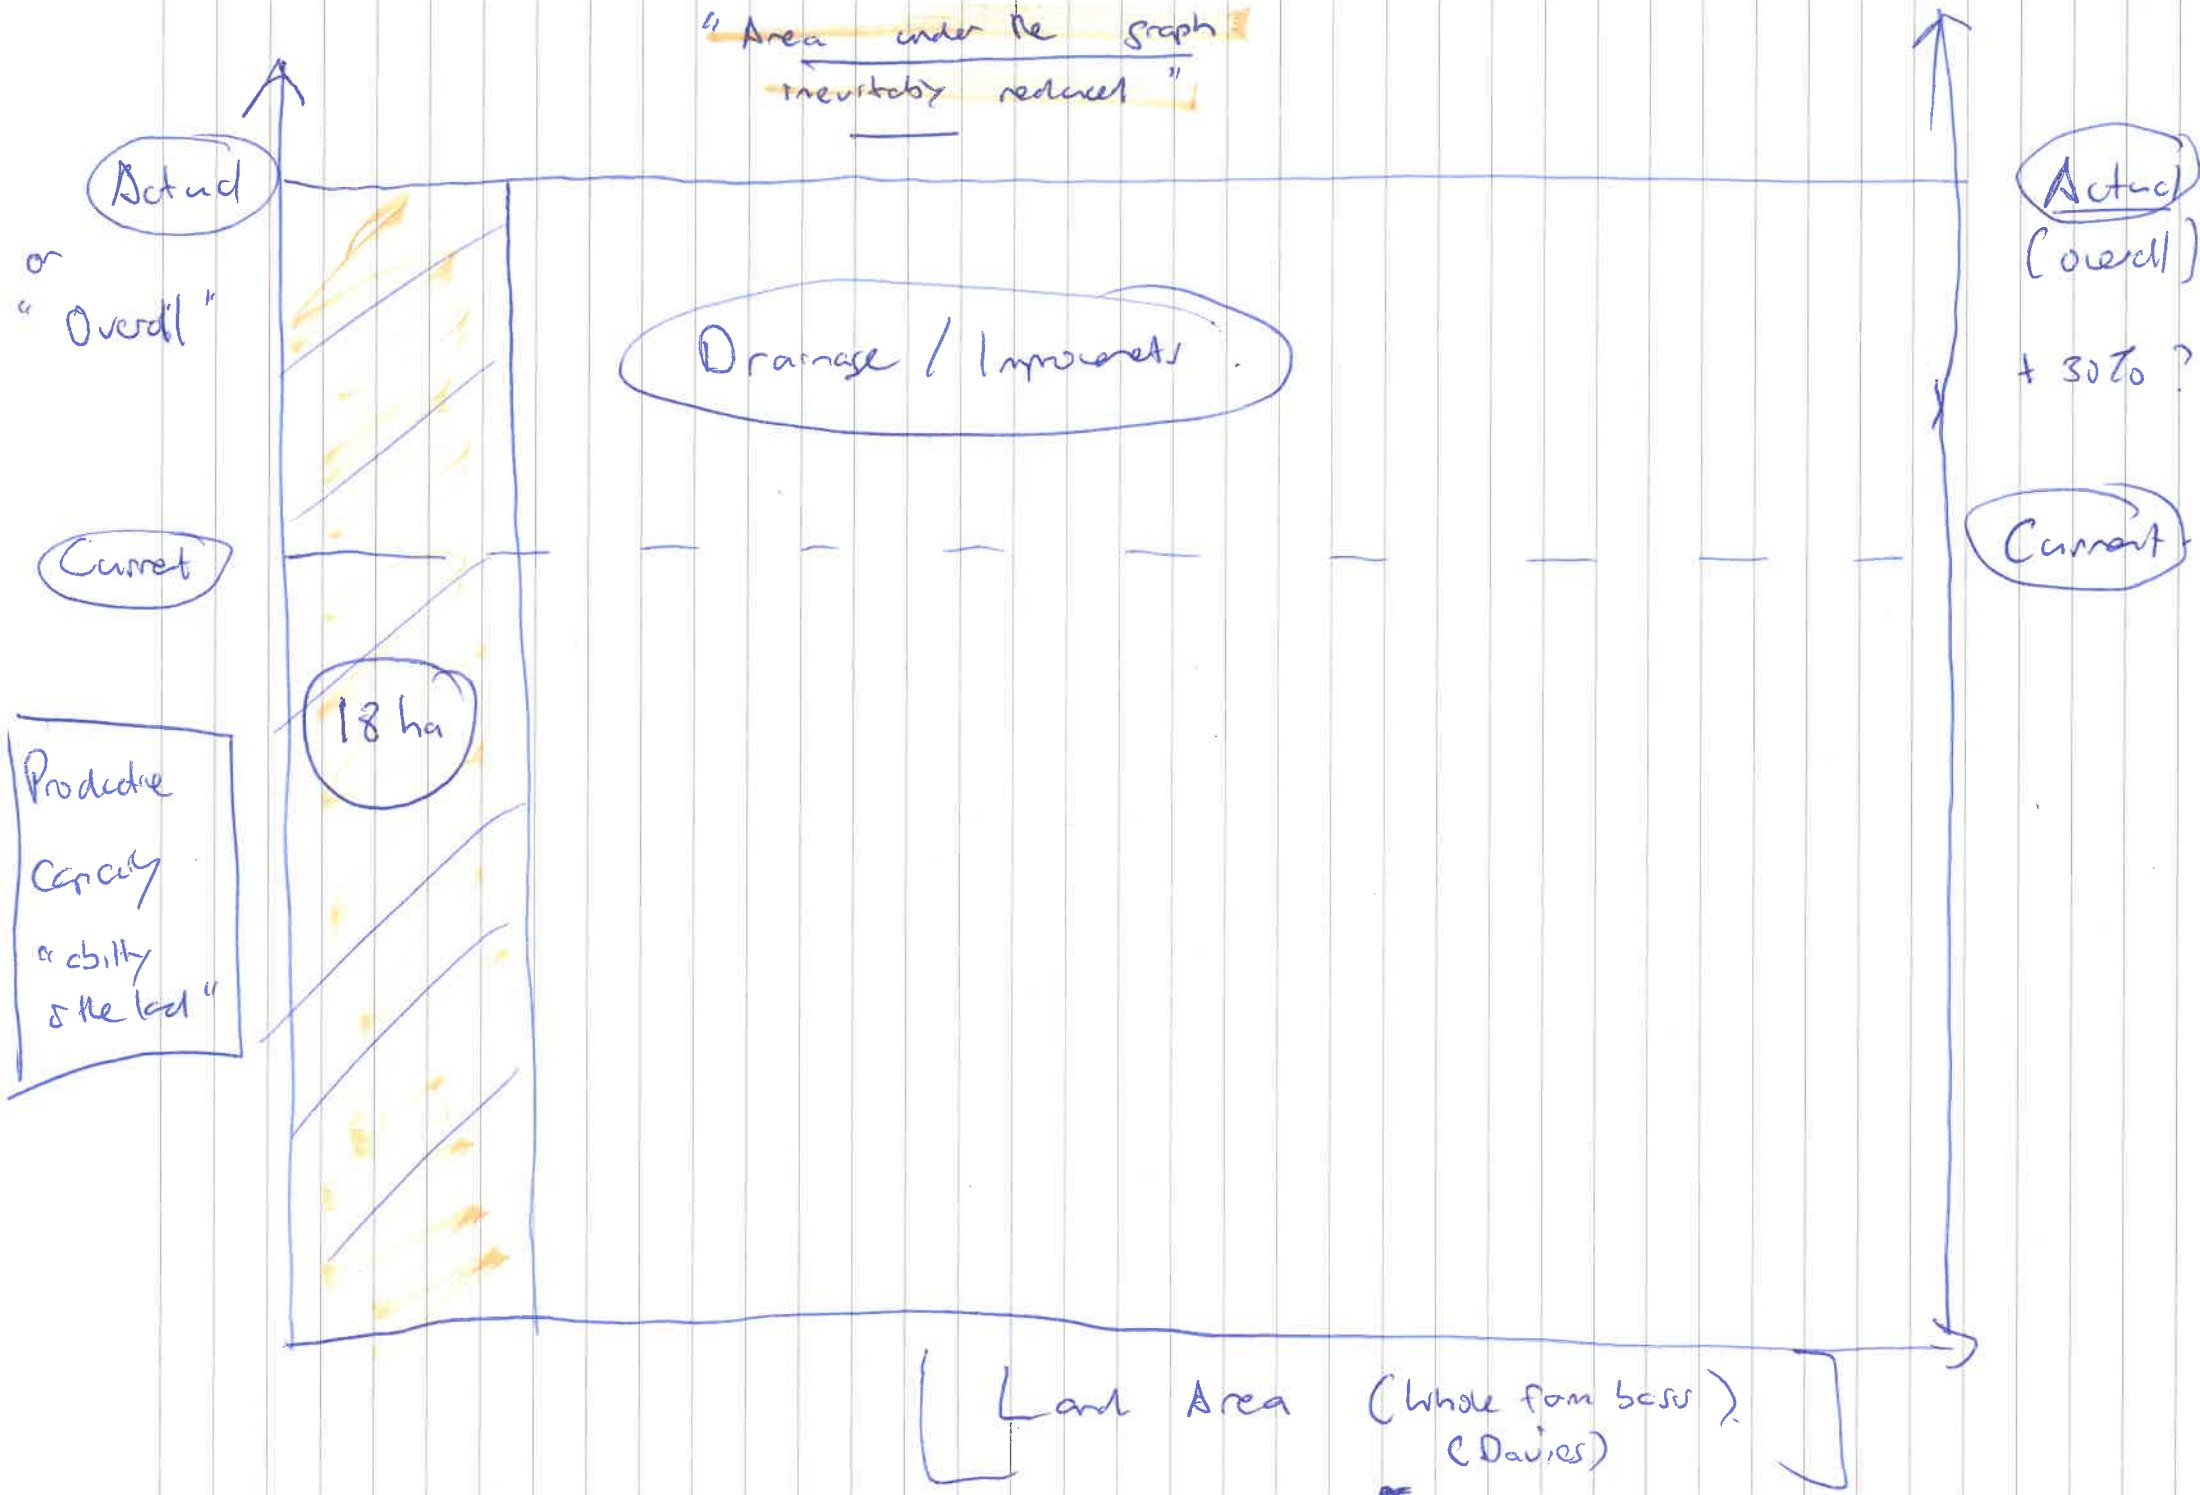 " Area under the graph
inevitably reduced "
Actual
or
" Overall "
Current
Productive
Capacity
" ability
of the land "
18 ha
Drainage / Improvements.
Actual
(overall)
+ 30% ?
Current
Land Area (Whole farm basis)
(Davies)